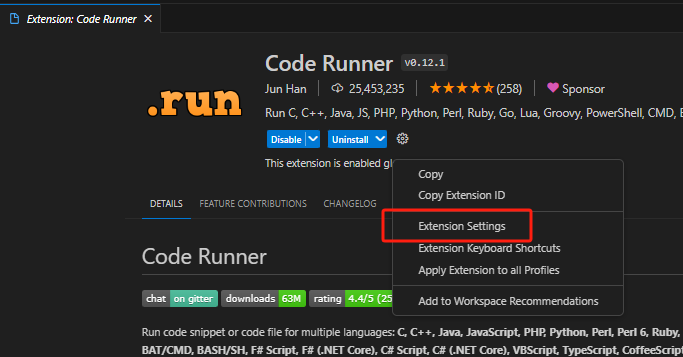 Extension: Code Runner
Code Runner v0.12.1
Jun Han 25,453,235 (258) Sponsor
.run
Run C, C++, Java, JS, PHP, Python, Perl, Ruby, Go, Lua, Groovy, PowerShell, CMD,
Disable Uninstall
This extension is enabled
Copy
Copy Extension ID
Extension Settings
Extension Keyboard Shortcuts
Apply Extension to all Profiles
Add to Workspace Recommendations
DETAILS FEATURE CONTRIBUTIONS CHANGELOG
Code Runner
chat on gitter downloads 63M rating 4.4/5 (25
Run code snippet or code file for multiple languages: C, C++, Java, JavaScript, PHP, Python, Perl, Perl 6, Ruby,
BAT/CMD, BASH/SH, F# Script, F# (.NET Core), C# Script, C# (.NET Core), VBScript, TypeScript, CoffeeScript